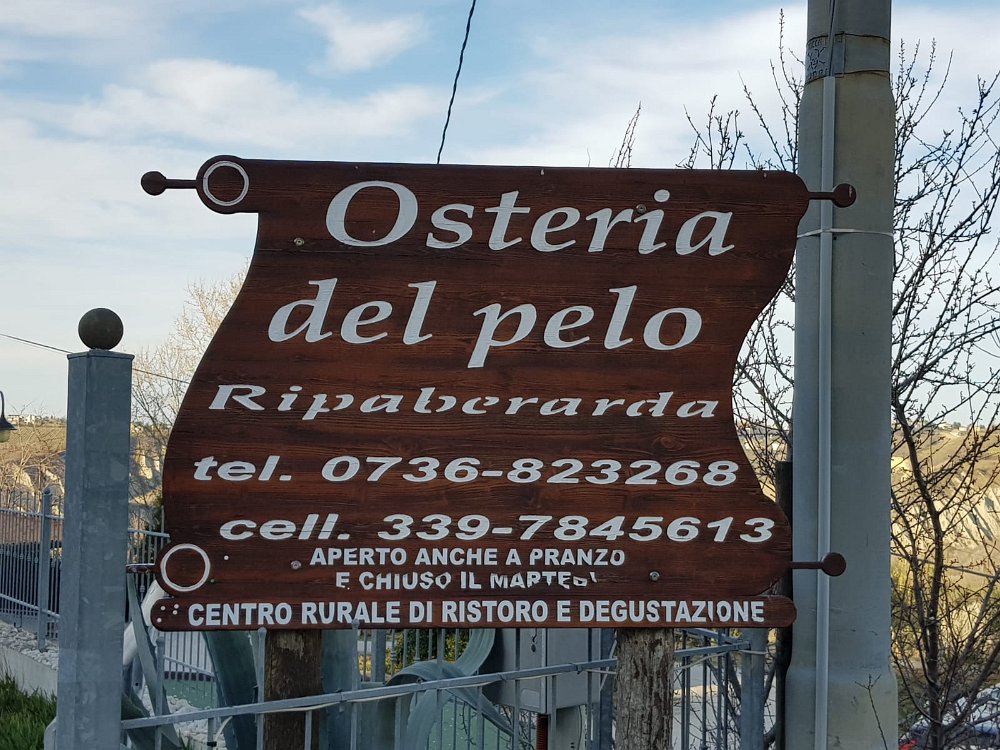 Osteria
del pelo
Ripaberarda
tel. 0736-823268
cell. 339-7845613
APERTO ANCHE A PRANZO
E CHIUSO IL MARTEDI
CENTRO RURALE DI RISTORO E DEGUSTAZIONE